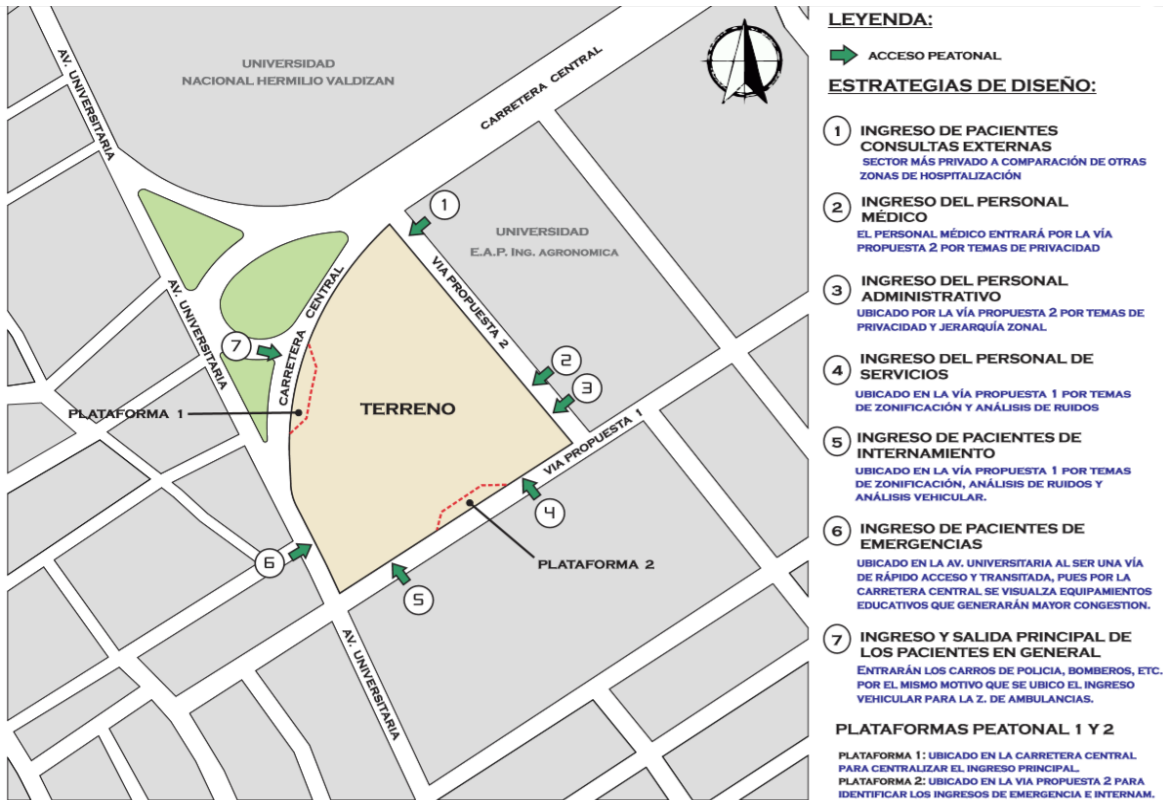 UNIVERSIDAD
NACIONAL HERMILIO VALDIZAN
AV. UNIVERSITARIA
CARRETERA CENTRAL
1
UNIVERSIDAD
E.A.P. ING. AGRONOMICA
VIA PROPUESTA 2
AV. UNIVERSITARIA
CARRETERA CENTRAL
7
2
3
PLATAFORMA 1
TERRENO
VIA PROPUESTA 1
4
6
PLATAFORMA 2
5
AV. UNIVERSITARIA
LEYENDA:
ACCESO PEATONAL
ESTRATEGIAS DE DISEÑO:
1 INGRESO DE PACIENTES
CONSULTAS EXTERNAS
SECTOR MÁS PRIVADO A COMPARACIÓN DE OTRAS
ZONAS DE HOSPITALIZACIÓN
2 INGRESO DEL PERSONAL
MÉDICO
EL PERSONAL MÉDICO ENTRARÁ POR LA VÍA
PROPUESTA 2 POR TEMAS DE PRIVACIDAD
3 INGRESO DEL PERSONAL
ADMINISTRATIVO
UBICADO POR LA VÍA PROPUESTA 2 POR TEMAS DE
PRIVACIDAD Y JERARQUÍA ZONAL
4 INGRESO DEL PERSONAL DE
SERVICIOS
UBICADO EN LA VÍA PROPUESTA 1 POR TEMAS
DE ZONIFICACIÓN Y ANÁLISIS DE RUIDOS
5 INGRESO DE PACIENTES DE
INTERNAMIENTO
UBICADO EN LA VÍA PROPUESTA 1 POR TEMAS
DE ZONIFICACIÓN, ANÁLISIS DE RUIDOS Y
ANÁLISIS VEHICULAR.
6 INGRESO DE PACIENTES DE
EMERGENCIAS
UBICADO EN LA AV. UNIVERSITARIA AL SER UNA VÍA
DE RÁPIDO ACCESO Y TRANSITADA, PUES POR LA
CARRETERA CENTRAL SE VISUALZA EQUIPAMIENTOS
EDUCATIVOS QUE GENERARÁN MAYOR CONGESTION.
7 INGRESO Y SALIDA PRINCIPAL DE
LOS PACIENTES EN GENERAL
ENTRARÁN LOS CARROS DE POLICIA, BOMBEROS, ETC.
POR EL MISMO MOTIVO QUE SE UBICO EL INGRESO
VEHICULAR PARA LA Z. DE AMBULANCIAS.
PLATAFORMAS PEATONAL 1 Y 2
PLATAFORMA 1: UBICADO EN LA CARRETERA CENTRAL
PARA CENTRALIZAR EL INGRESO PRINCIPAL.
PLATAFORMA 2: UBICADO EN LA VIA PROPUESTA 2 PARA
IDENTIFICAR LOS INGRESOS DE EMERGENCIA E INTERNAM.